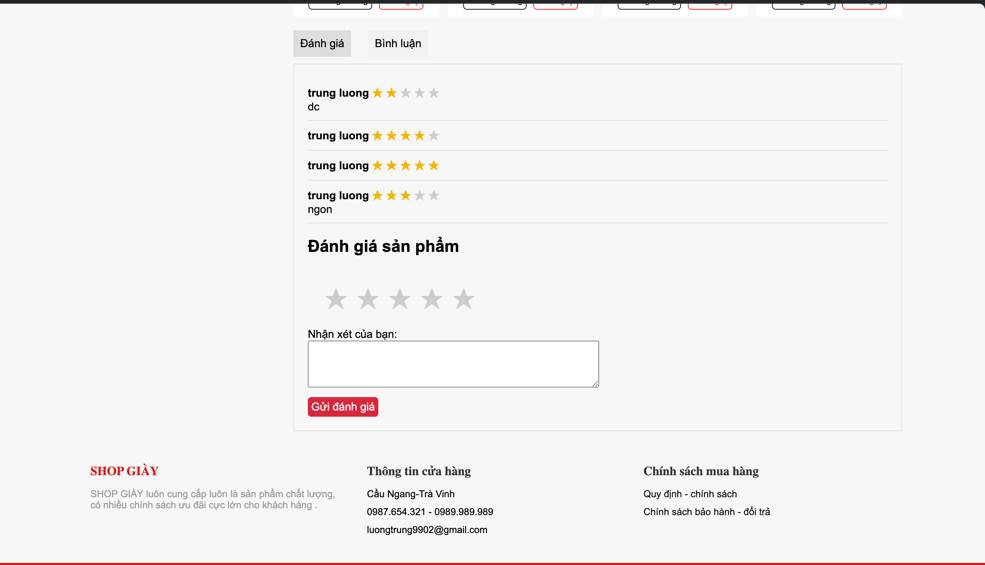 Đánh giá
Bình luận
trung luong
dc
trung luong
trung luong
trung luong
ngon
Đánh giá sản phẩm
Nhận xét của bạn:
Gửi đánh giá
SHOP GIÀY
SHOP GIÀY luôn cung cấp luôn là sản phẩm chất lượng,
có nhiều chính sách ưu đãi cực lớn cho khách hàng .
Thông tin cửa hàng
Cầu Ngang-Trà Vinh
0987.654.321 - 0989.989.989
luongtrung9902@gmail.com
Chính sách mua hàng
Quy định - chính sách
Chính sách bảo hành - đổi trả